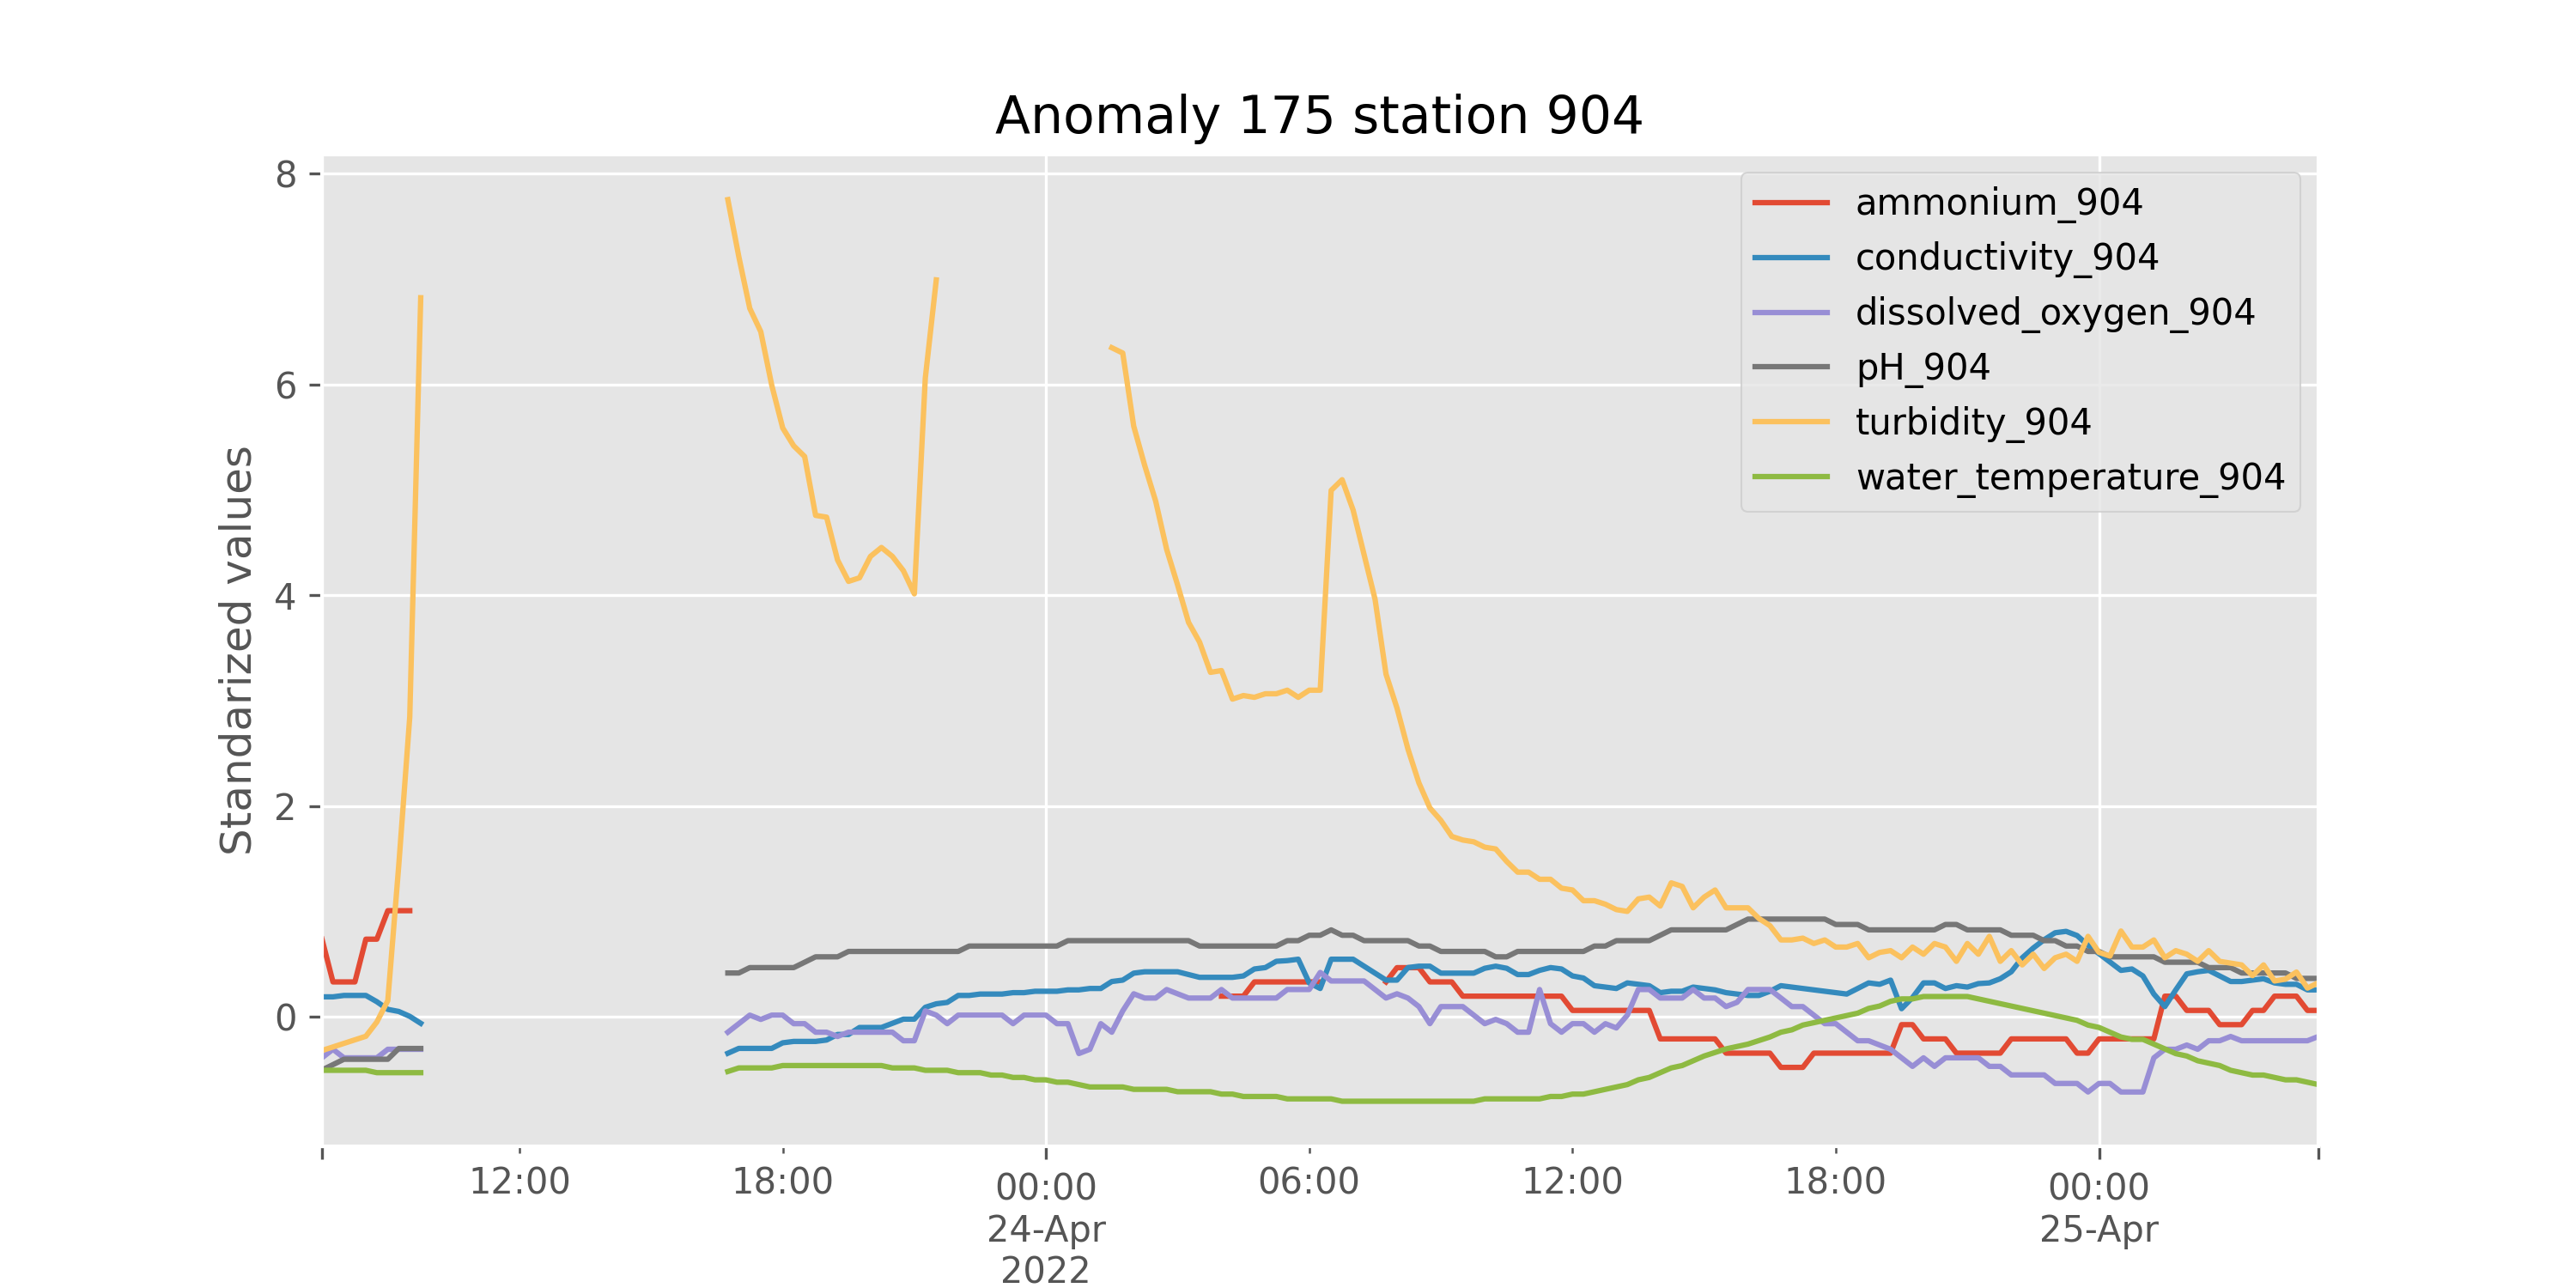 Anomaly 175 station 904
8
6
4
2
0
Standarized values
ammonium_904
conductivity_904
dissolved_oxygen_904
pH_904
turbidity_904
water_temperature_904
12:00
18:00
00:00
24-Apr
2022
06:00
12:00
18:00
00:00
25-Apr